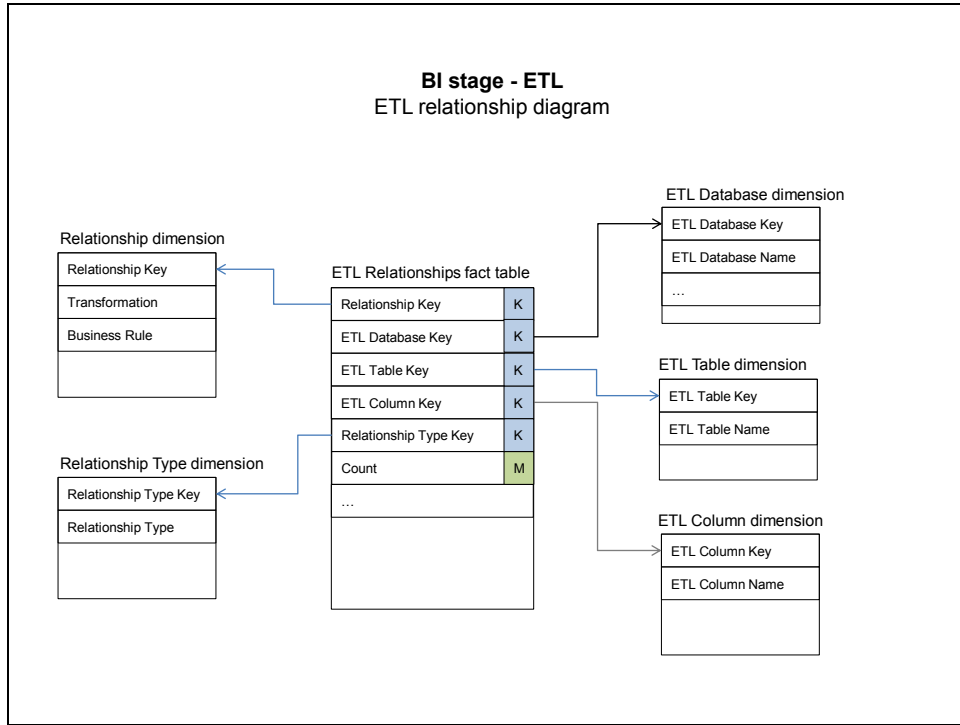 BI stage - ETL
ETL relationship diagram
Relationship dimension
Relationship Key
Transformation
Business Rule
Relationship Type dimension
Relationship Type Key
Relationship Type
ETL Relationships fact table
Relationship Key K
ETL Database Key K
ETL Table Key K
ETL Column Key K
Relationship Type Key K
Count M
…
ETL Database dimension
ETL Database Key
ETL Database Name
…
ETL Table dimension
ETL Table Key
ETL Table Name
ETL Column dimension
ETL Column Key
ETL Column Name